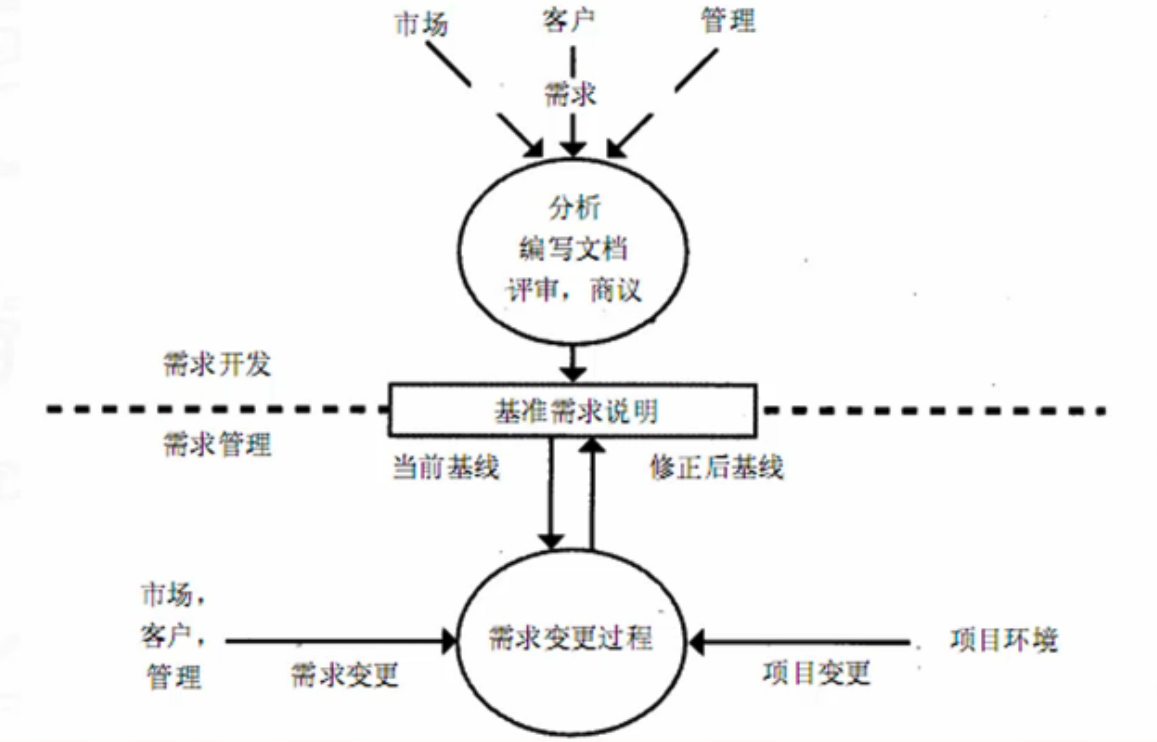 市场
客户
管理
需求
分析
编写文档
评审，商议
需求开发
基准需求说明
需求管理
当前基线
修正后基线
市场，
客户，
管理
需求变更
需求变更过程
项目变更
项目环境